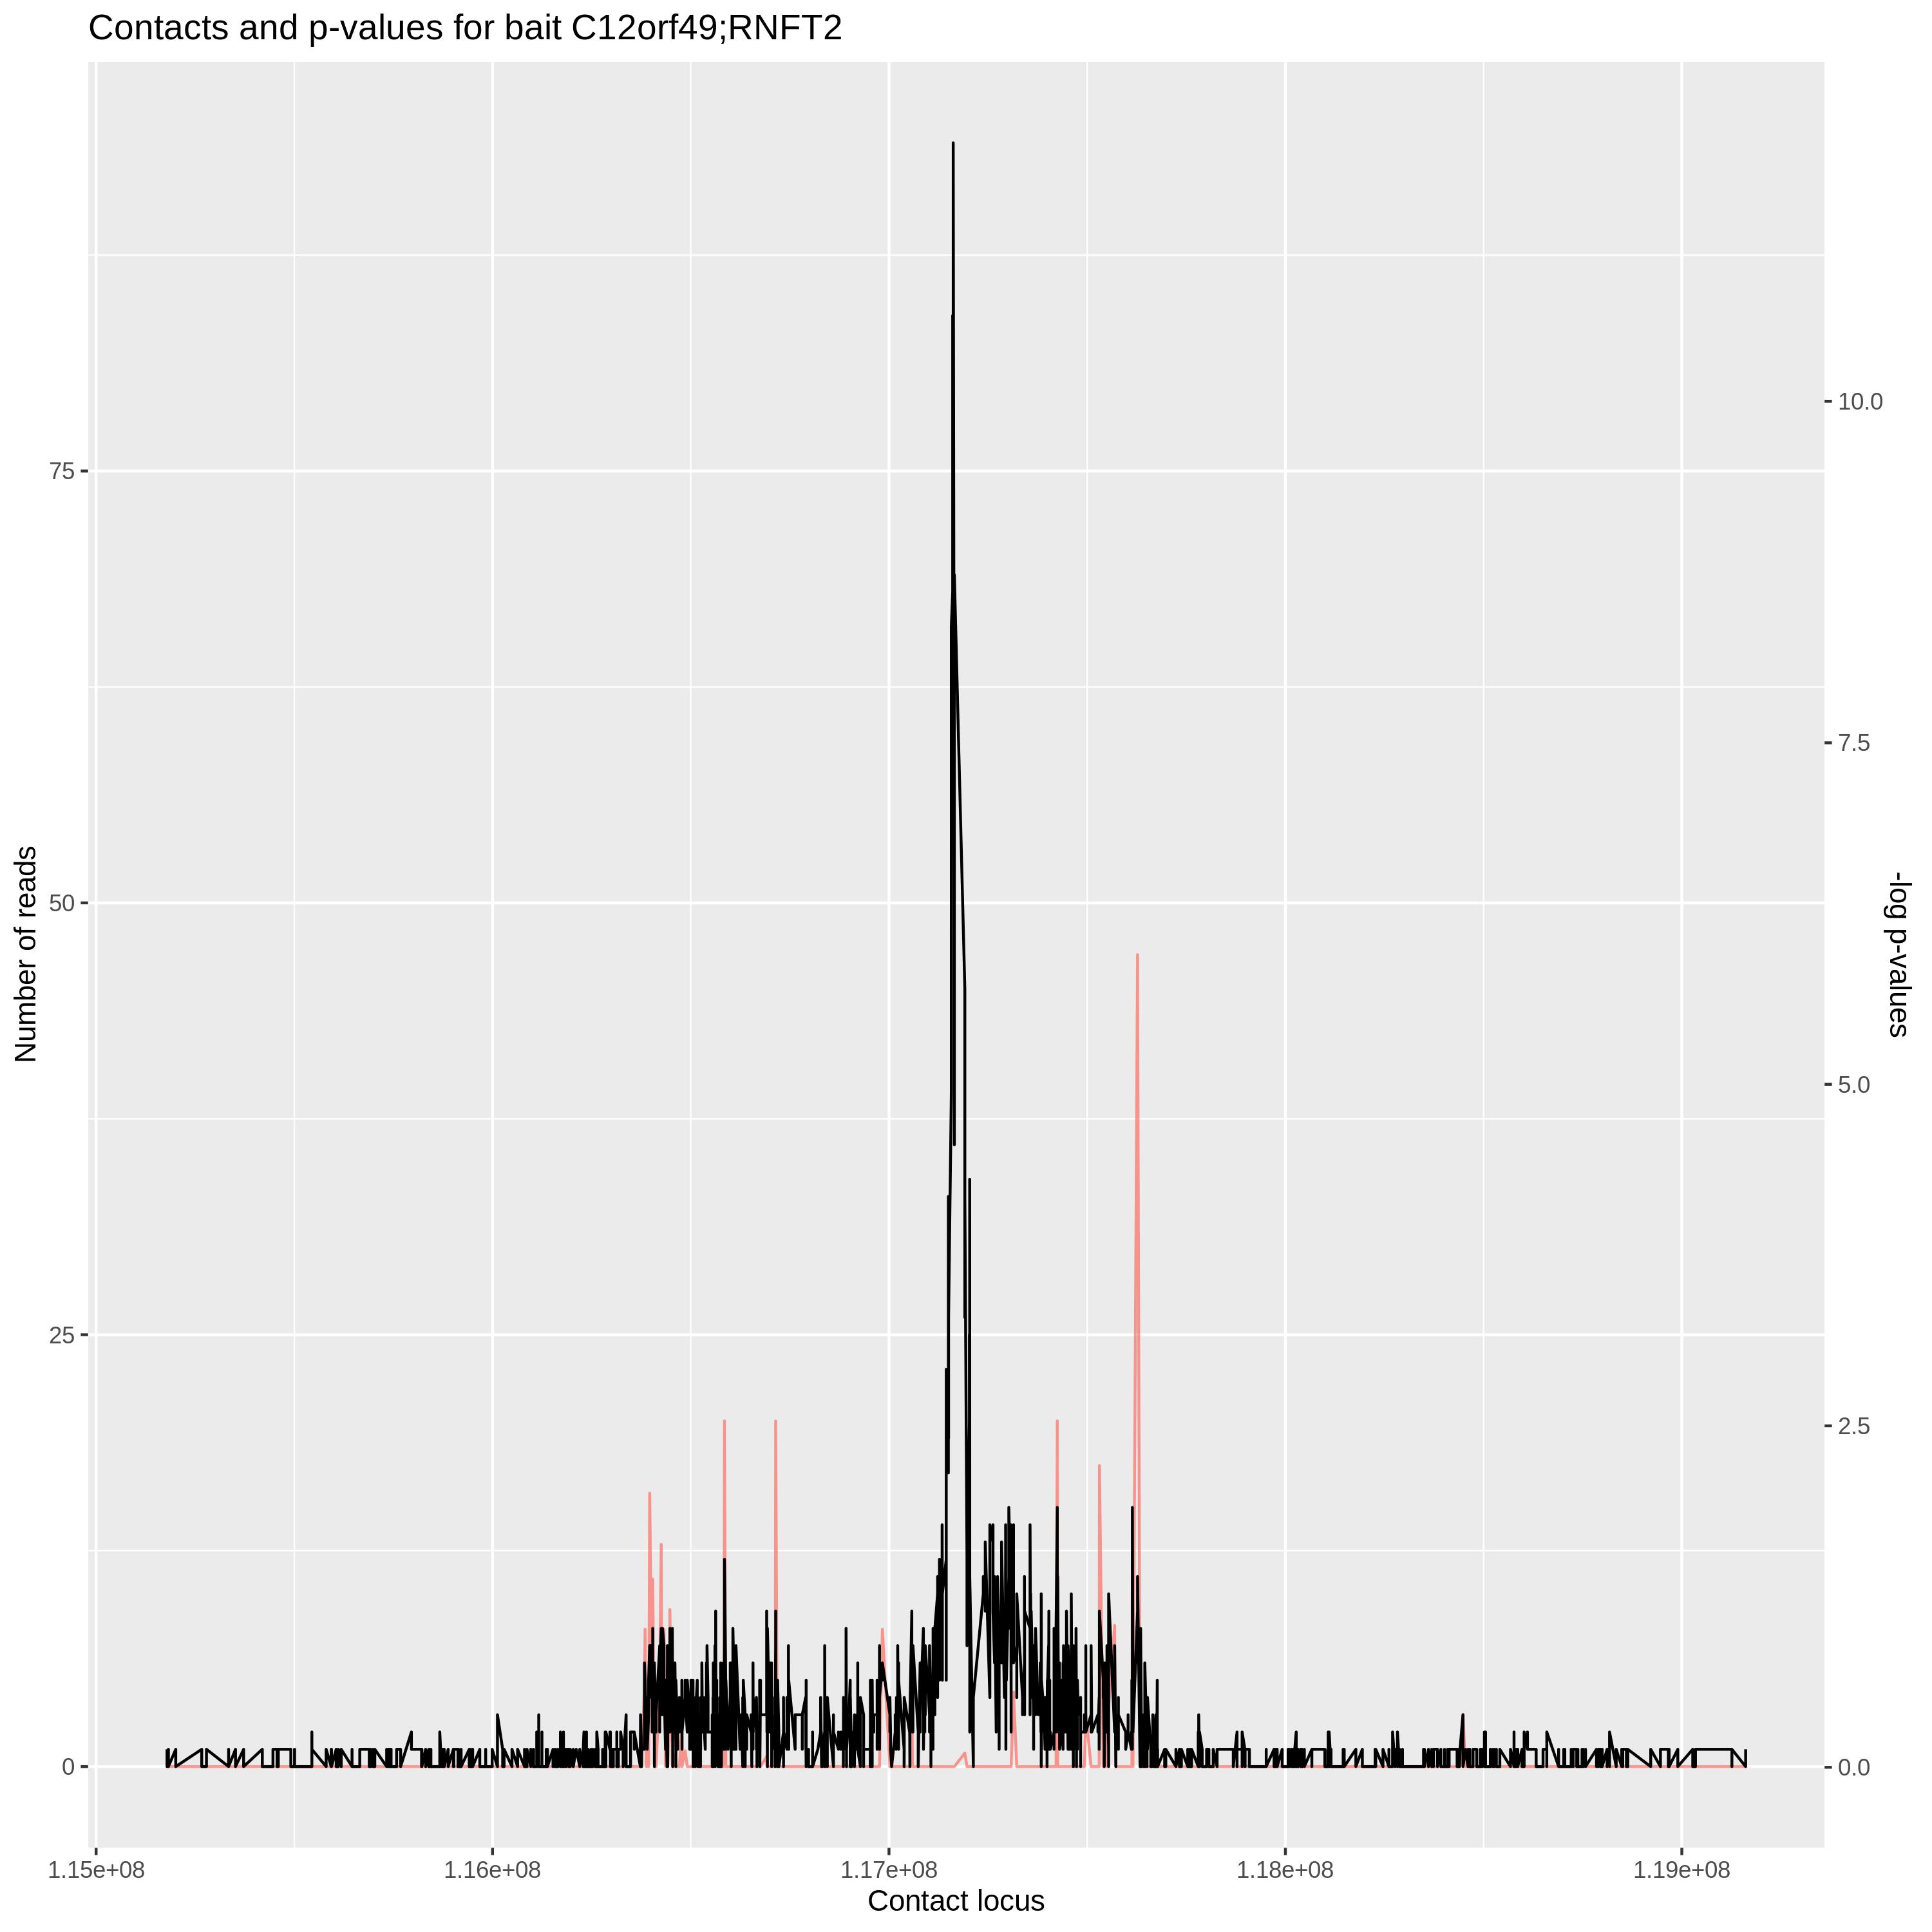 Contacts and p-values for bait C12orf49;RNFT2
Number of reads
75
50
25
0
10.0
7.5
5.0
2.5
0.0
-log p-values
1.15e+08
1.16e+08
1.17e+08
1.18e+08
1.19e+08
Contact locus